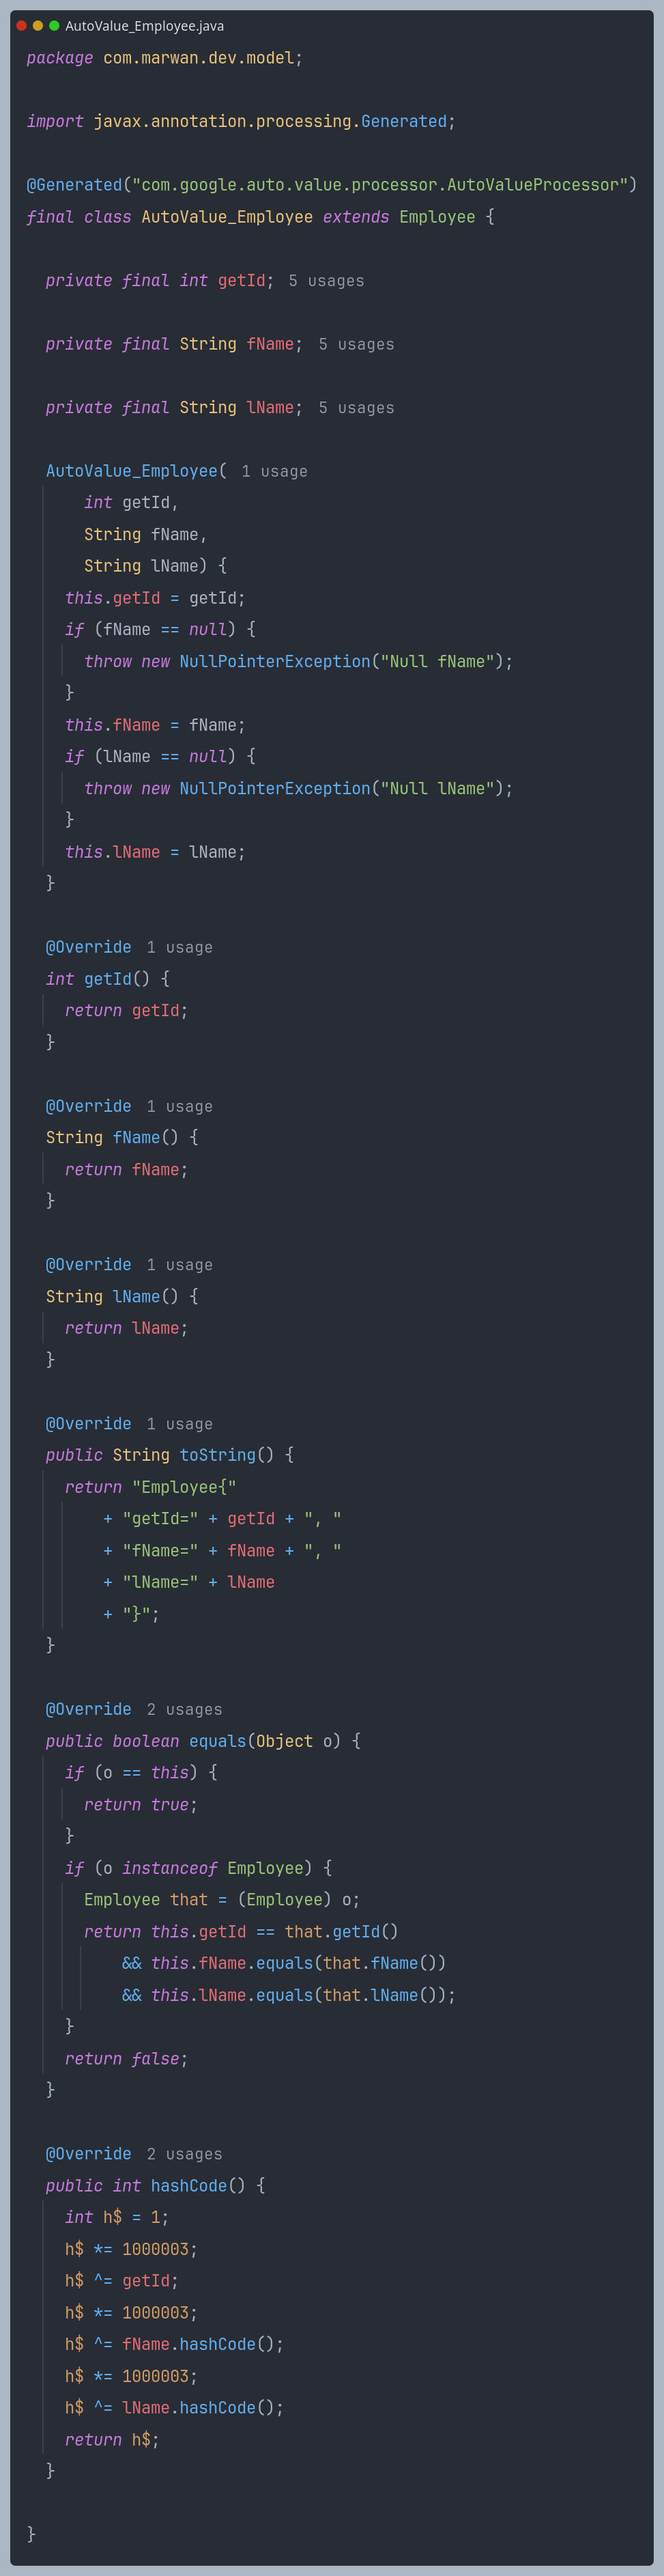 AutoValue_Employee.java
package com.marwan.dev.model;
import javax.annotation.processing.Generated;
@Generated("com.google.auto.value.processor.AutoValueProcessor")
final class AutoValue_Employee extends Employee {
  private final int getId; 5 usages
  private final String fName; 5 usages
  private final String lName; 5 usages
  AutoValue_Employee( 1 usage
      int getId,
      String fName,
      String lName) {
    this.getId = getId;
    if (fName == null) {
      throw new NullPointerException("Null fName");
    }
    this.fName = fName;
    if (lName == null) {
      throw new NullPointerException("Null lName");
    }
    this.lName = lName;
  }
  @Override 1 usage
  int getId() {
    return getId;
  }
  @Override 1 usage
  String fName() {
    return fName;
  }
  @Override 1 usage
  String lName() {
    return lName;
  }
  @Override 1 usage
  public String toString() {
    return "Employee{"
        + "getId=" + getId + ", "
        + "fName=" + fName + ", "
        + "lName=" + lName
        + "}";
  }
  @Override 2 usages
  public boolean equals(Object o) {
    if (o == this) {
      return true;
    }
    if (o instanceof Employee) {
      Employee that = (Employee) o;
      return this.getId == that.getId()
          && this.fName.equals(that.fName())
          && this.lName.equals(that.lName());
    }
    return false;
  }
  @Override 2 usages
  public int hashCode() {
    int h$ = 1;
    h$ *= 1000003;
    h$ ^= getId;
    h$ *= 1000003;
    h$ ^= fName.hashCode();
    h$ *= 1000003;
    h$ ^= lName.hashCode();
    return h$;
  }
}